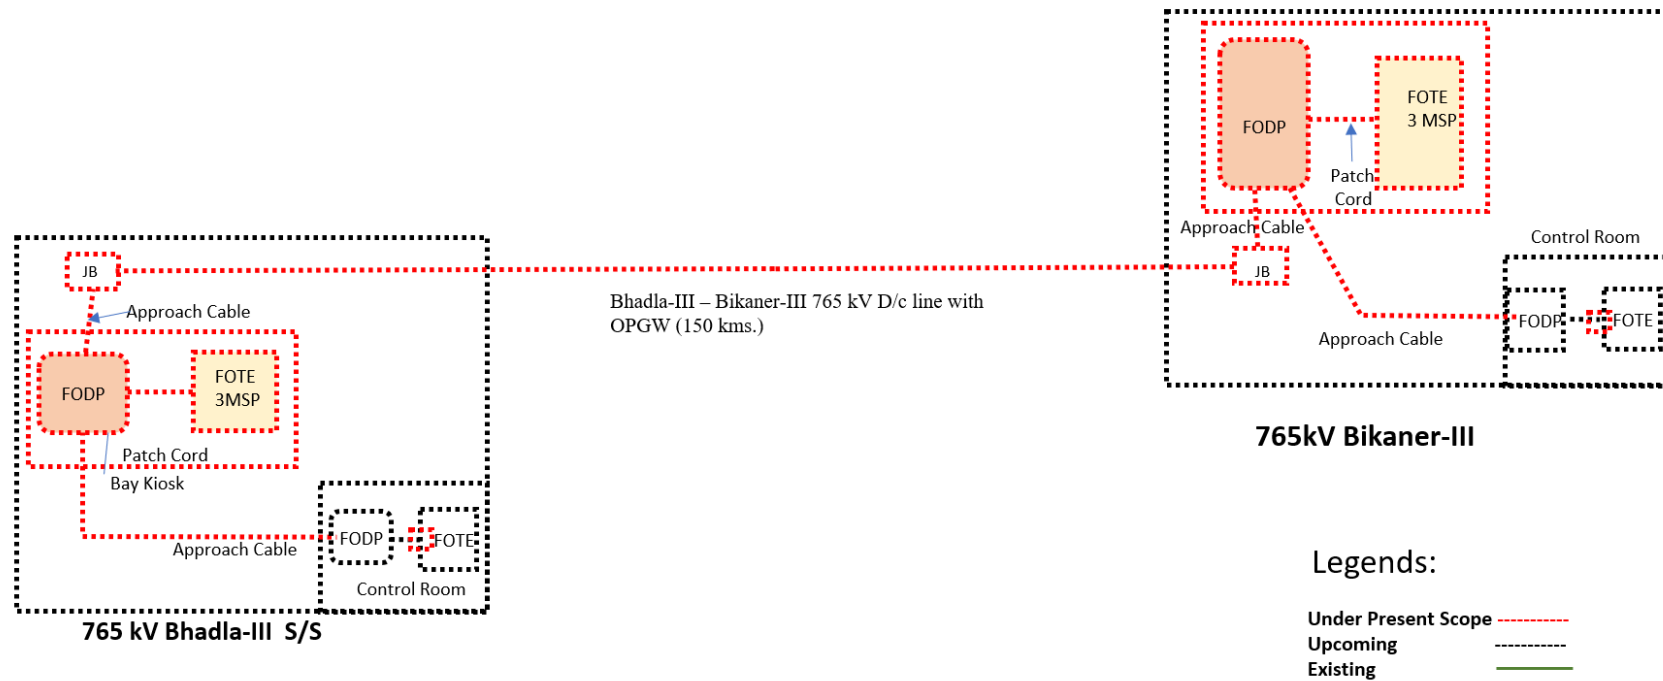 FODP
FOTE
3 MSP
Patch
Cord
Approach Cable
JB
Control Room
FODP
FOTE
Approach Cable
765kV Bikaner-III
JB
Approach Cable
Bhadla-III – Bikaner-III 765 kV D/c line with
OPGW (150 kms.)
FODP
FOTE
3MSP
Patch Cord
Bay Kiosk
Approach Cable
FODP
FOTE
Control Room
765 kV Bhadla-III S/S
Legends:
Under Present Scope
Upcoming
Existing